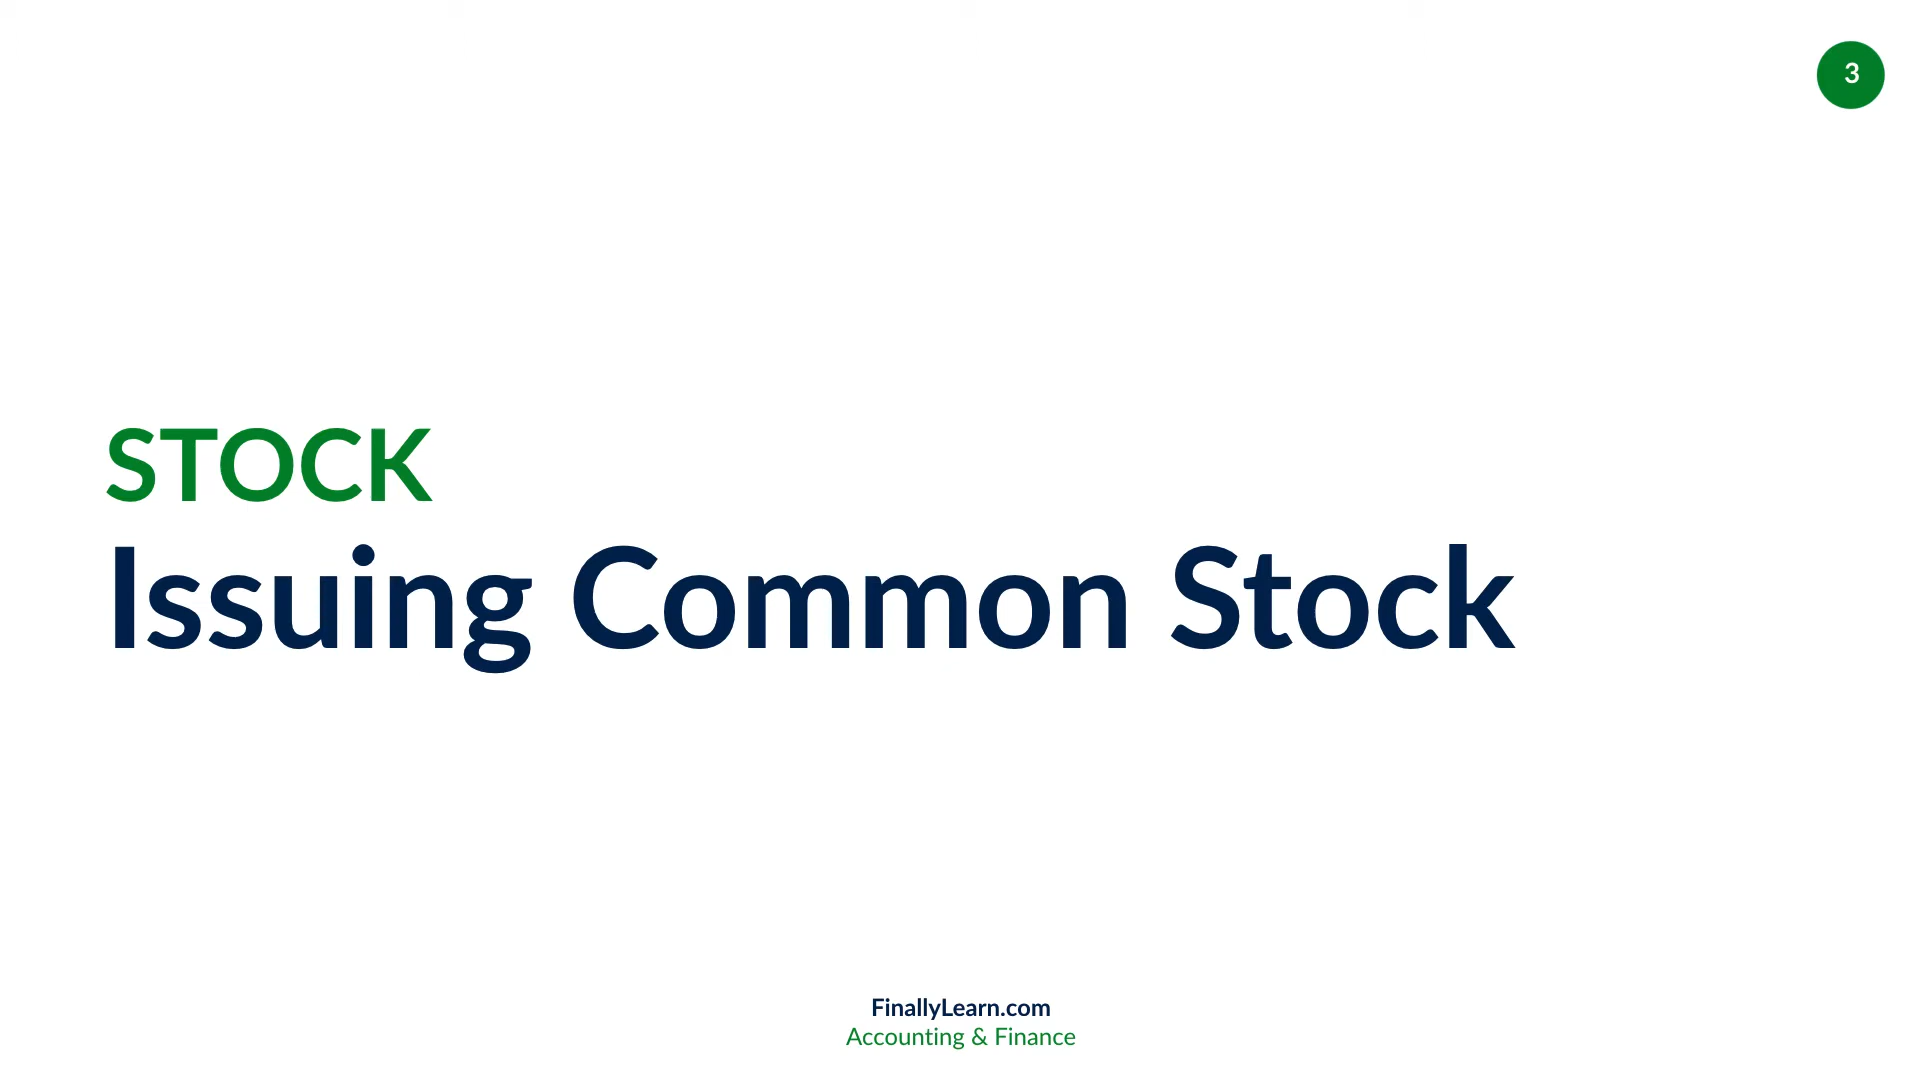 3
STOCK
Issuing Common Stock
FinallyLearn.com
Accounting & Finance